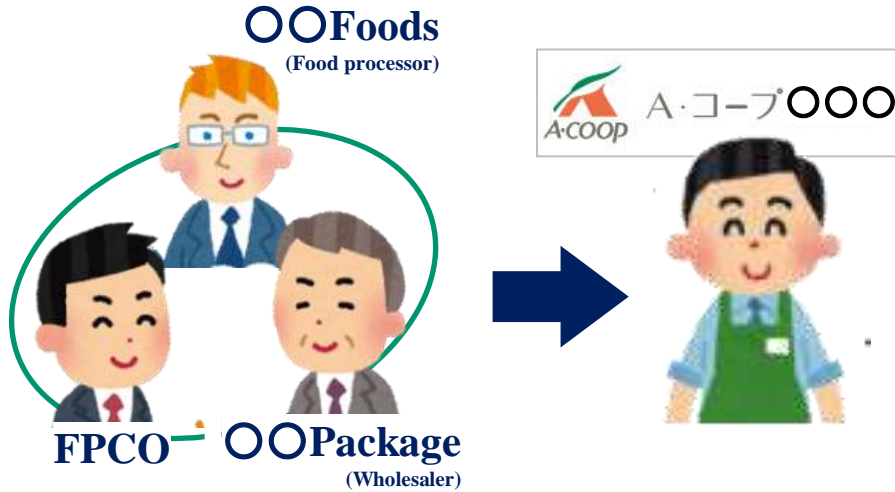 〇〇Foods
(Food processor)
A·COOP
A·コープ〇〇〇
FPCO
〇〇Package
(Wholesaler)